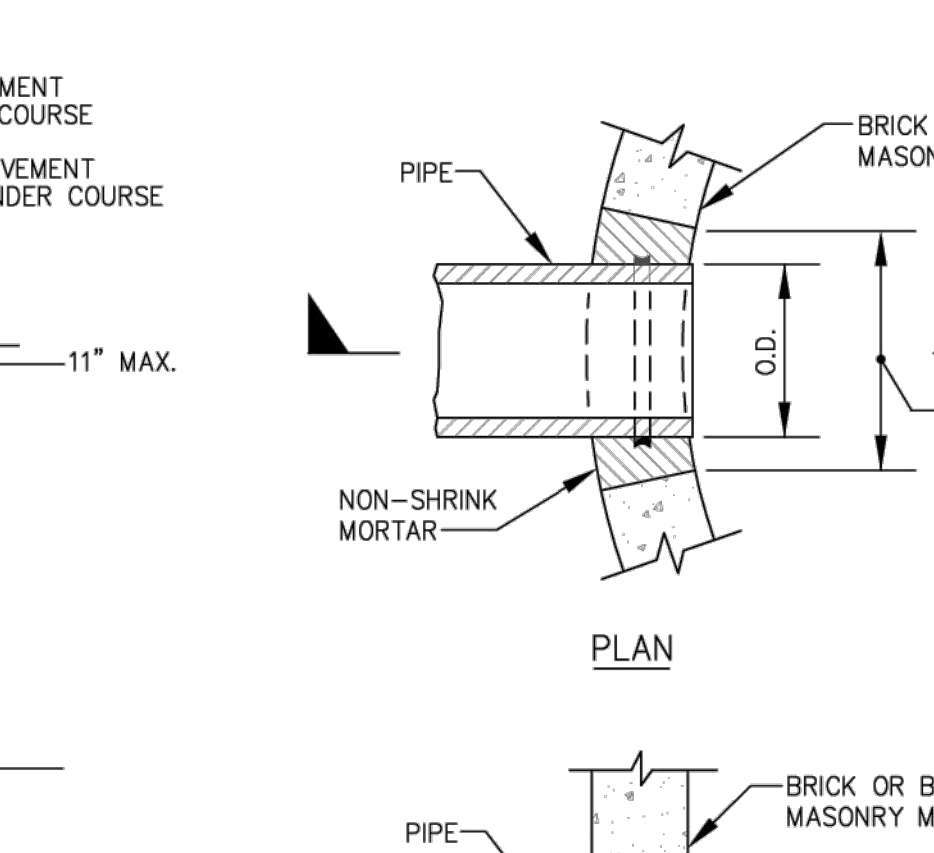 MENT
COURSE
VEMENT
NDER COURSE
11” MAX.
PIPE
BRICK
MASON
O.D.
NON-SHRINK
MORTAR
PLAN
BRICK OR B
MASONRY M
PIPE